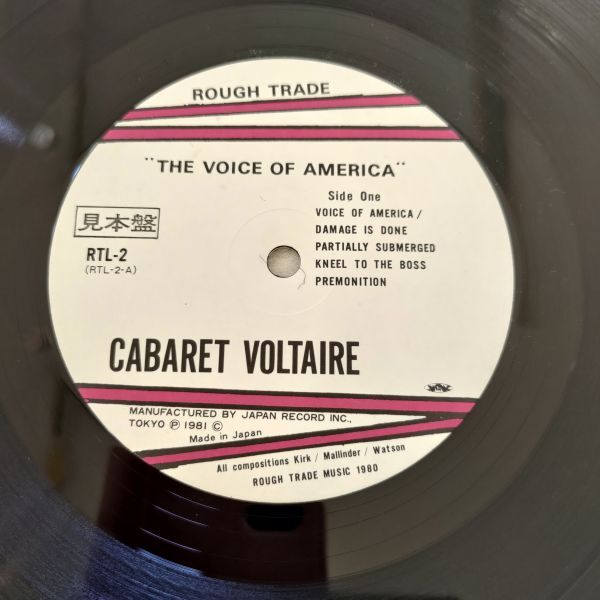 ROUGH TRADE
"THE VOICE OF AMERICA"
見本盤
RTL-2
(RTL-2-A)
Side One
VOICE OF AMERICA/
DAMAGE IS DONE
PARTIALLY SUBMERGED
KNEEL TO THE BOSS
PREMONITION
CABARET VOLTAIRE
MANUFACTURED BY JAPAN RECORD INC.,
TOKYO Ⓟ 1981 ©
Made in Japan
All compositions Kirk / Mallinder / Watson
ROUGH TRADE MUSIC 1980